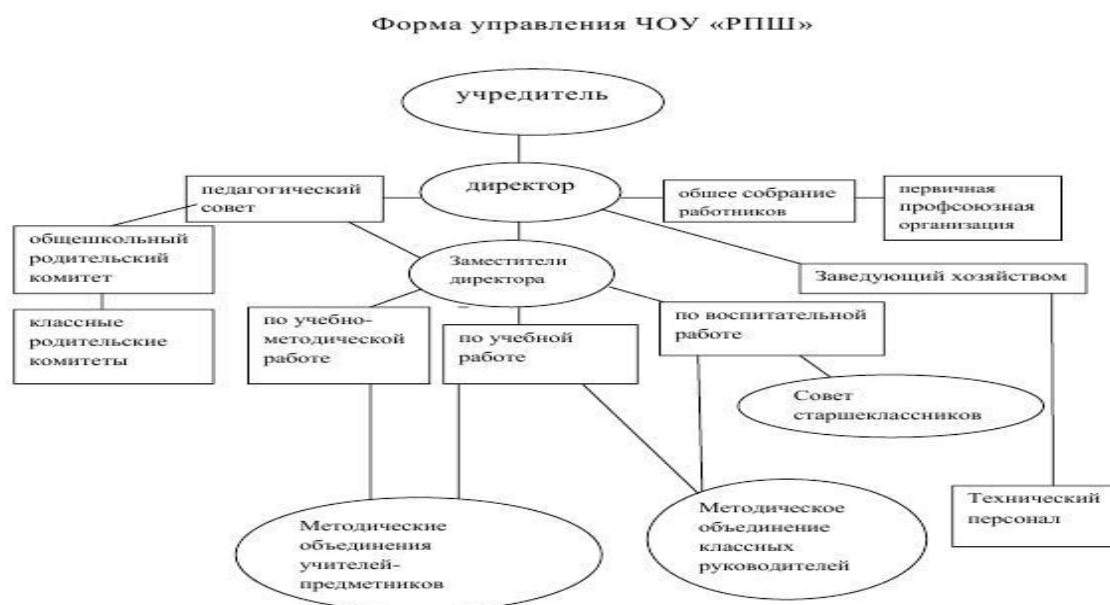 Форма управления ЧОУ «РПШ»
учредитель
педагогический
совет
директор
обшее собрание
работников
первичная
профсоюзная
организация
общешкольный
родительский
комитет
Заместители
директора
Заведующий хозяйством
классные
родительские
комитеты
по учебно-
методической
работе
по учебной
работе
по воспитательной
работе
Совет
старшеклассников
Методические
объединения
учителей-
предметников
Методическое
объединение
классных
руководителей
Технический
персонал